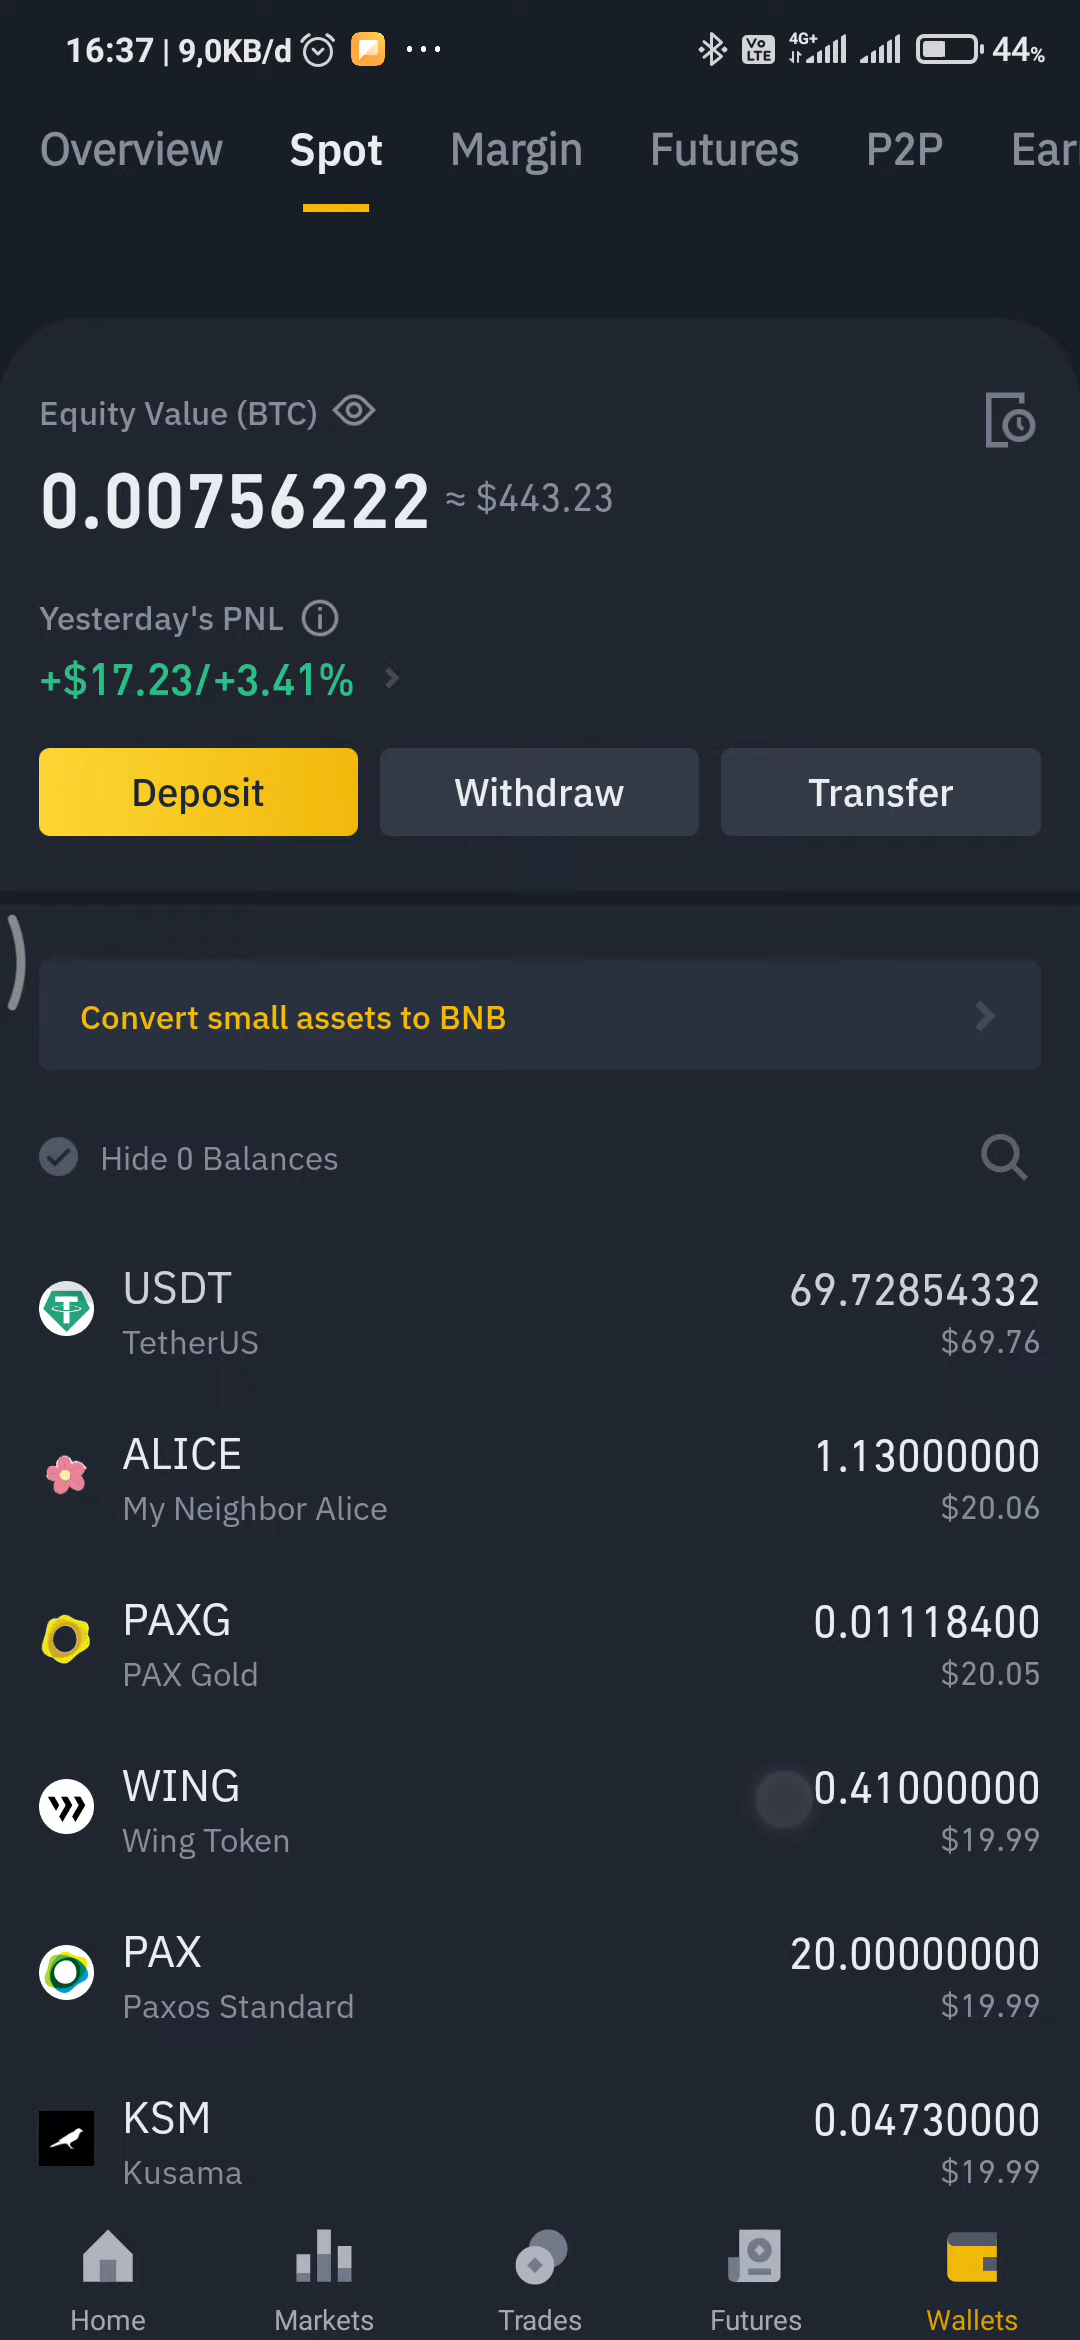 16:37 | 9,0KB/d ... Vo LTE 4G+ 44%
Overview Spot Margin Futures P2P Ear
Equity Value (BTC)
0.00756222 ≈ $443.23
Yesterday's PNL
+$17.23/+3.41%
Deposit Withdraw Transfer
Convert small assets to BNB
Hide 0 Balances
USDT 69.72854332
TetherUS $69.76
ALICE 1.13000000
My Neighbor Alice $20.06
PAXG 0.01118400
PAX Gold $20.05
WING 0.41000000
Wing Token $19.99
PAX 20.00000000
Paxos Standard $19.99
KSM 0.04730000
Kusama $19.99
Home Markets Trades Futures Wallets